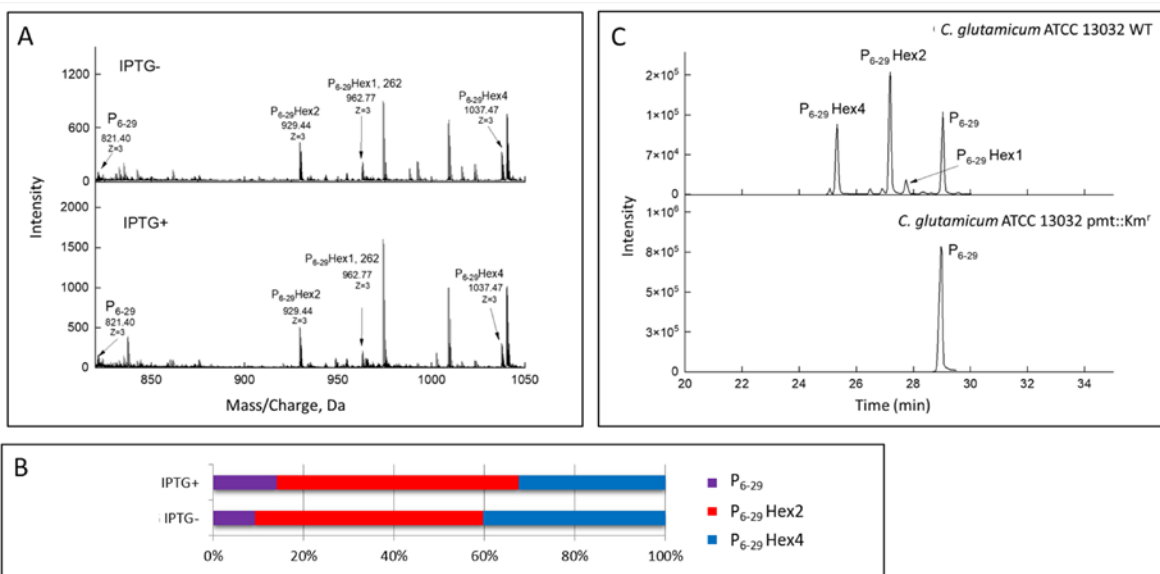 A
IPTG-
1200
600
0
P6-29
821.40
Z=3
P6-29Hex2
929.44
Z=3
P6-29Hex1, 262
962.77
Z=3
P6-29Hex4
1037.47
Z=3
Intensity
IPTG+
2000
1500
1000
500
0
P6-29
821.40
Z=3
P6-29Hex2
929.44
Z=3
P6-29Hex1, 262
962.77
Z=3
P6-29Hex4
1037.47
Z=3
850
900
950
1000
1050
Mass/Charge, Da
C
C. glutamicum ATCC 13032 WT
2×10⁵
1×10⁵
7×10⁴
0
P6-29 Hex4
P6-29 Hex2
P6-29
P6-29 Hex1
Intensity
C. glutamicum ATCC 13032 pmt::Kmʳ
1×10⁶
8×10⁵
5×10⁵
3×10⁵
0
P6-29
20
22
24
26
28
30
32
34
Time (min)
B
IPTG+
IPTG-
0%
20%
40%
60%
80%
100%
P6-29
P6-29 Hex2
P6-29 Hex4